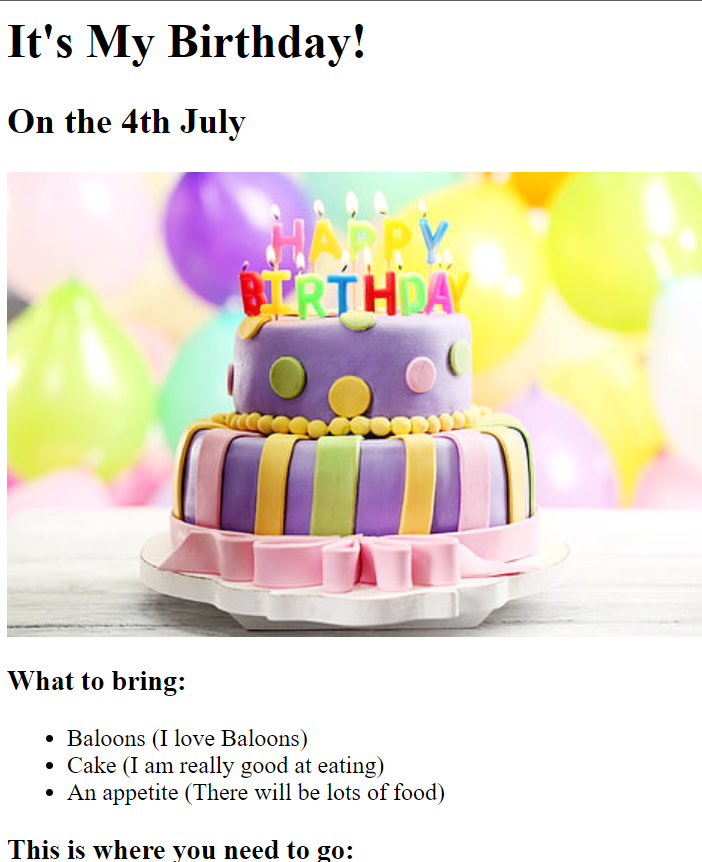 It's My Birthday!
On the 4th July
HAPPY
BIRTHDAY
What to bring:
Baloons (I love Baloons)
Cake (I am really good at eating)
An appetite (There will be lots of food)
This is where you need to go: